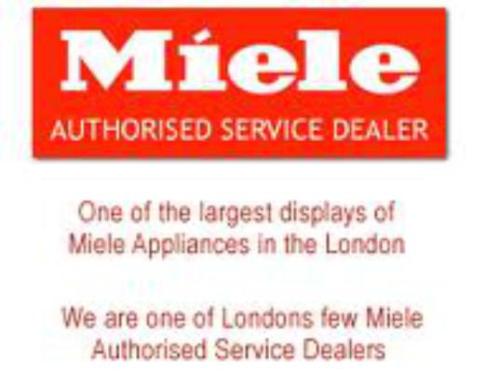 Miele
AUTHORISED SERVICE DEALER
One of the largest displays of
Miele Appliances in the London
We are one of Londons few Miele
Authorised Service Dealers